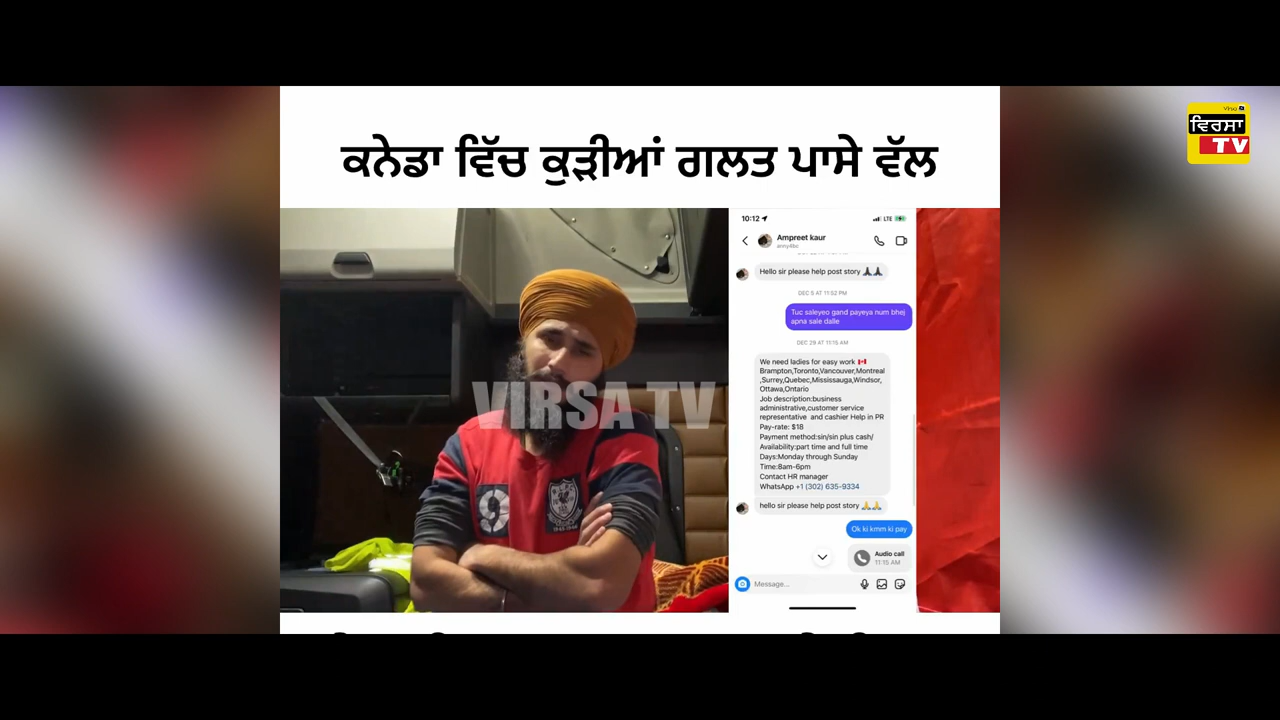 Virsa
ਵਿਰਸਾ
TV
ਕਨੇਡਾ ਵਿੱਚ ਕੁੜੀਆਂ ਗਲਤ ਪਾਸੇ ਵੱਲ
VIRSA TV
9
10:12
LTE
Ampreet kaur
Hello sir please help post story 🙏🙏
DEC 5 AT 11:52 PM
Tuc saleyeo gand payeya num bhej
apna sale dalle
DEC 29 AT 11:15 AM
We need ladies for easy work 🇨🇦
Brampton,Toronto,Vancouver,Montreal
,Surrey,Quebec,Mississauga,Windsor,
Ottawa,Ontario
Job description:business
administrative,customer service
representative and cashier Help in PR
Pay-rate: $18
Payment method:sin/sin plus cash/
Availability:part time and full time
Days:Monday through Sunday
Time:8am-6pm
Contact HR manager
WhatsApp +1 (302) 635-9334
hello sir please help post story 🙏🙏
Ok ki kmm ki pay
Audio call
11:15 AM
Message...